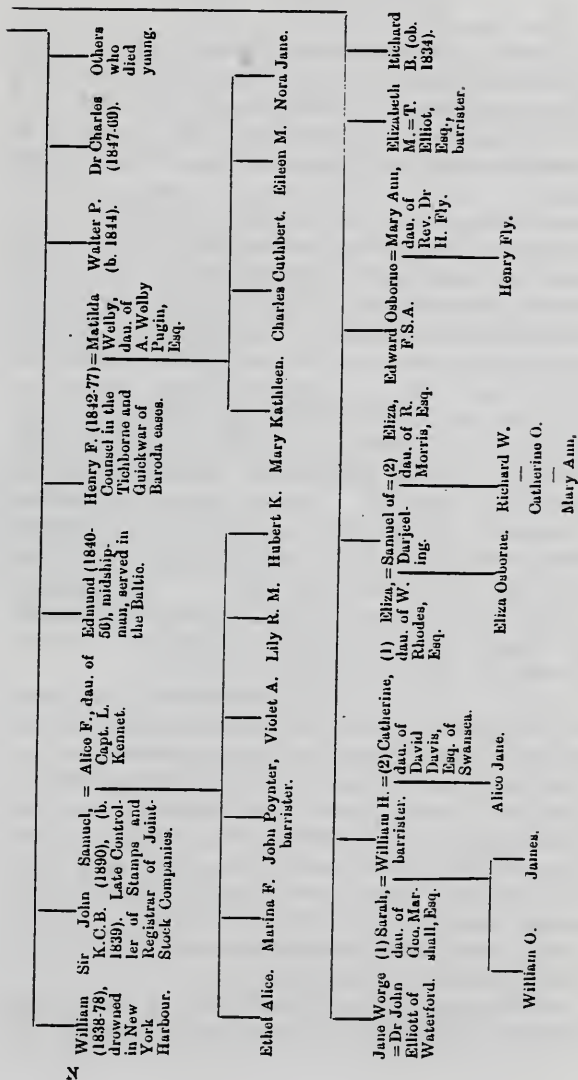 William
(1838-78),
drowned
in New
York
Harbour.
Sir John Samuel,
K.C.B. (1890), (b.
1839). Late Control-
ler of Stamps and
Registrar of Joint-
Stock Companies.
= Alice F., dau. of
Capt. L.
Kennet.
Edmund (1840-
50), midship-
man, served in
the Baltic.
Henry F. (1842-77)
Counsel in the
Tichborne and
Guickwar of
Baroda cases.
= Matilda
Welby,
dau. of
A. Welby
Pugin,
Esq.
Walter P.
(b. 1844).
Dr Charles
(1847-69).
Others
who
died
young.
Ethel Alice.
Marina F.
John Poynter,
barrister.
Violet A.
Lily R. M.
Hubert K.
Mary Kathleen.
Charles Cuthbert.
Eileen M.
Nora Jane.
Jane Worge
=Dr John
Elliott of
Waterford.
(1) Sarah,
dau. of
Geo. Mar-
shall, Esq.
= William H.
barrister.
= (2) Catherine,
dau. of
David
Davis,
Esq. of
Swansea.
(1) Eliza,
dau. of W.
Rhodes,
Esq.
= Samuel of
Darjeel-
ing.
= (2) Eliza,
dau. of R.
Morris, Esq.
Edward Osborne
F.S.A.
= Mary Ann,
dau. of
Rev. Dr
H. Fly.
Elizabeth
M.=T.
Elliot,
Esq.,
barrister.
Richard
B. (ob.
1834).
William O.
James.
Alice Jane.
Eliza Osborne.
Richard W.
Catherine O.
Mary Ann,
Henry Fly.